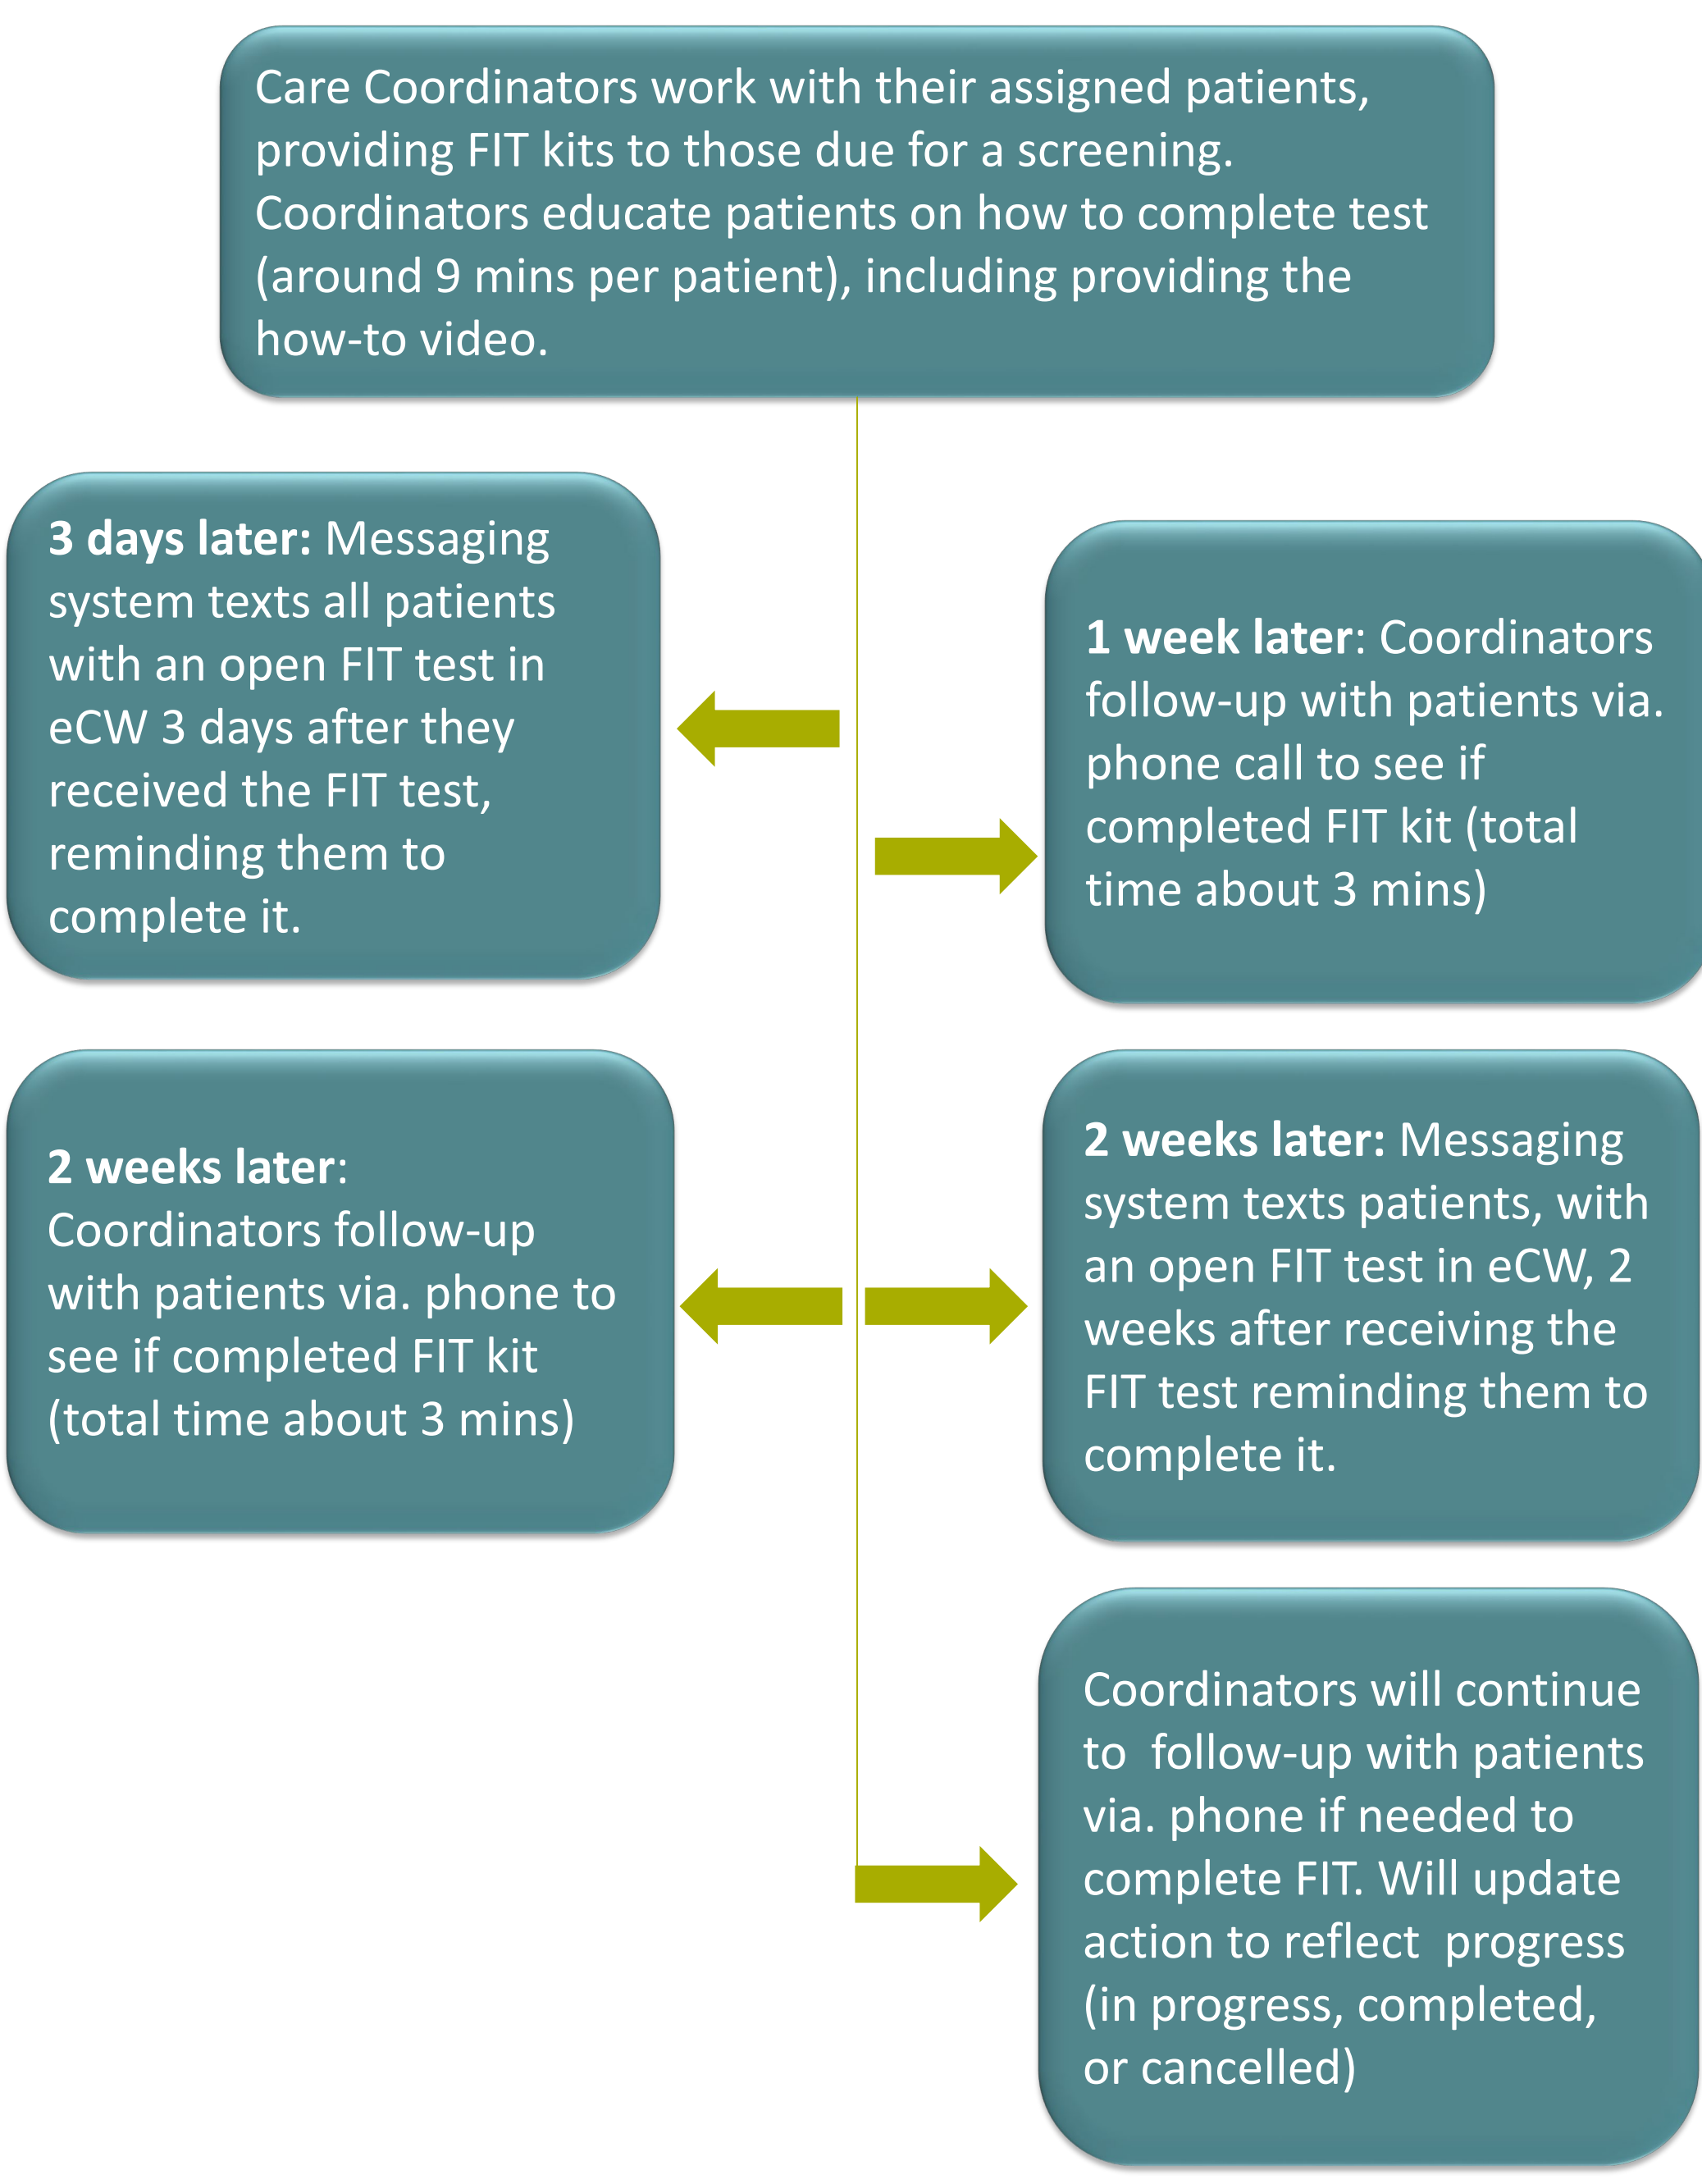 Care Coordinators work with their assigned patients,
providing FIT kits to those due for a screening.
Coordinators educate patients on how to complete test
(around 9 mins per patient), including providing the
how-to video.
3 days later: Messaging
system texts all patients
with an open FIT test in
eCW 3 days after they
received the FIT test,
reminding them to
complete it.
1 week later: Coordinators
follow-up with patients via.
phone call to see if
completed FIT kit (total
time about 3 mins)
2 weeks later:
Coordinators follow-up
with patients via. phone to
see if completed FIT kit
(total time about 3 mins)
2 weeks later: Messaging
system texts patients, with
an open FIT test in eCW, 2
weeks after receiving the
FIT test reminding them to
complete it.
Coordinators will continue
to  follow-up with patients
via. phone if needed to
complete FIT. Will update
action to reflect  progress
(in progress, completed,
or cancelled)